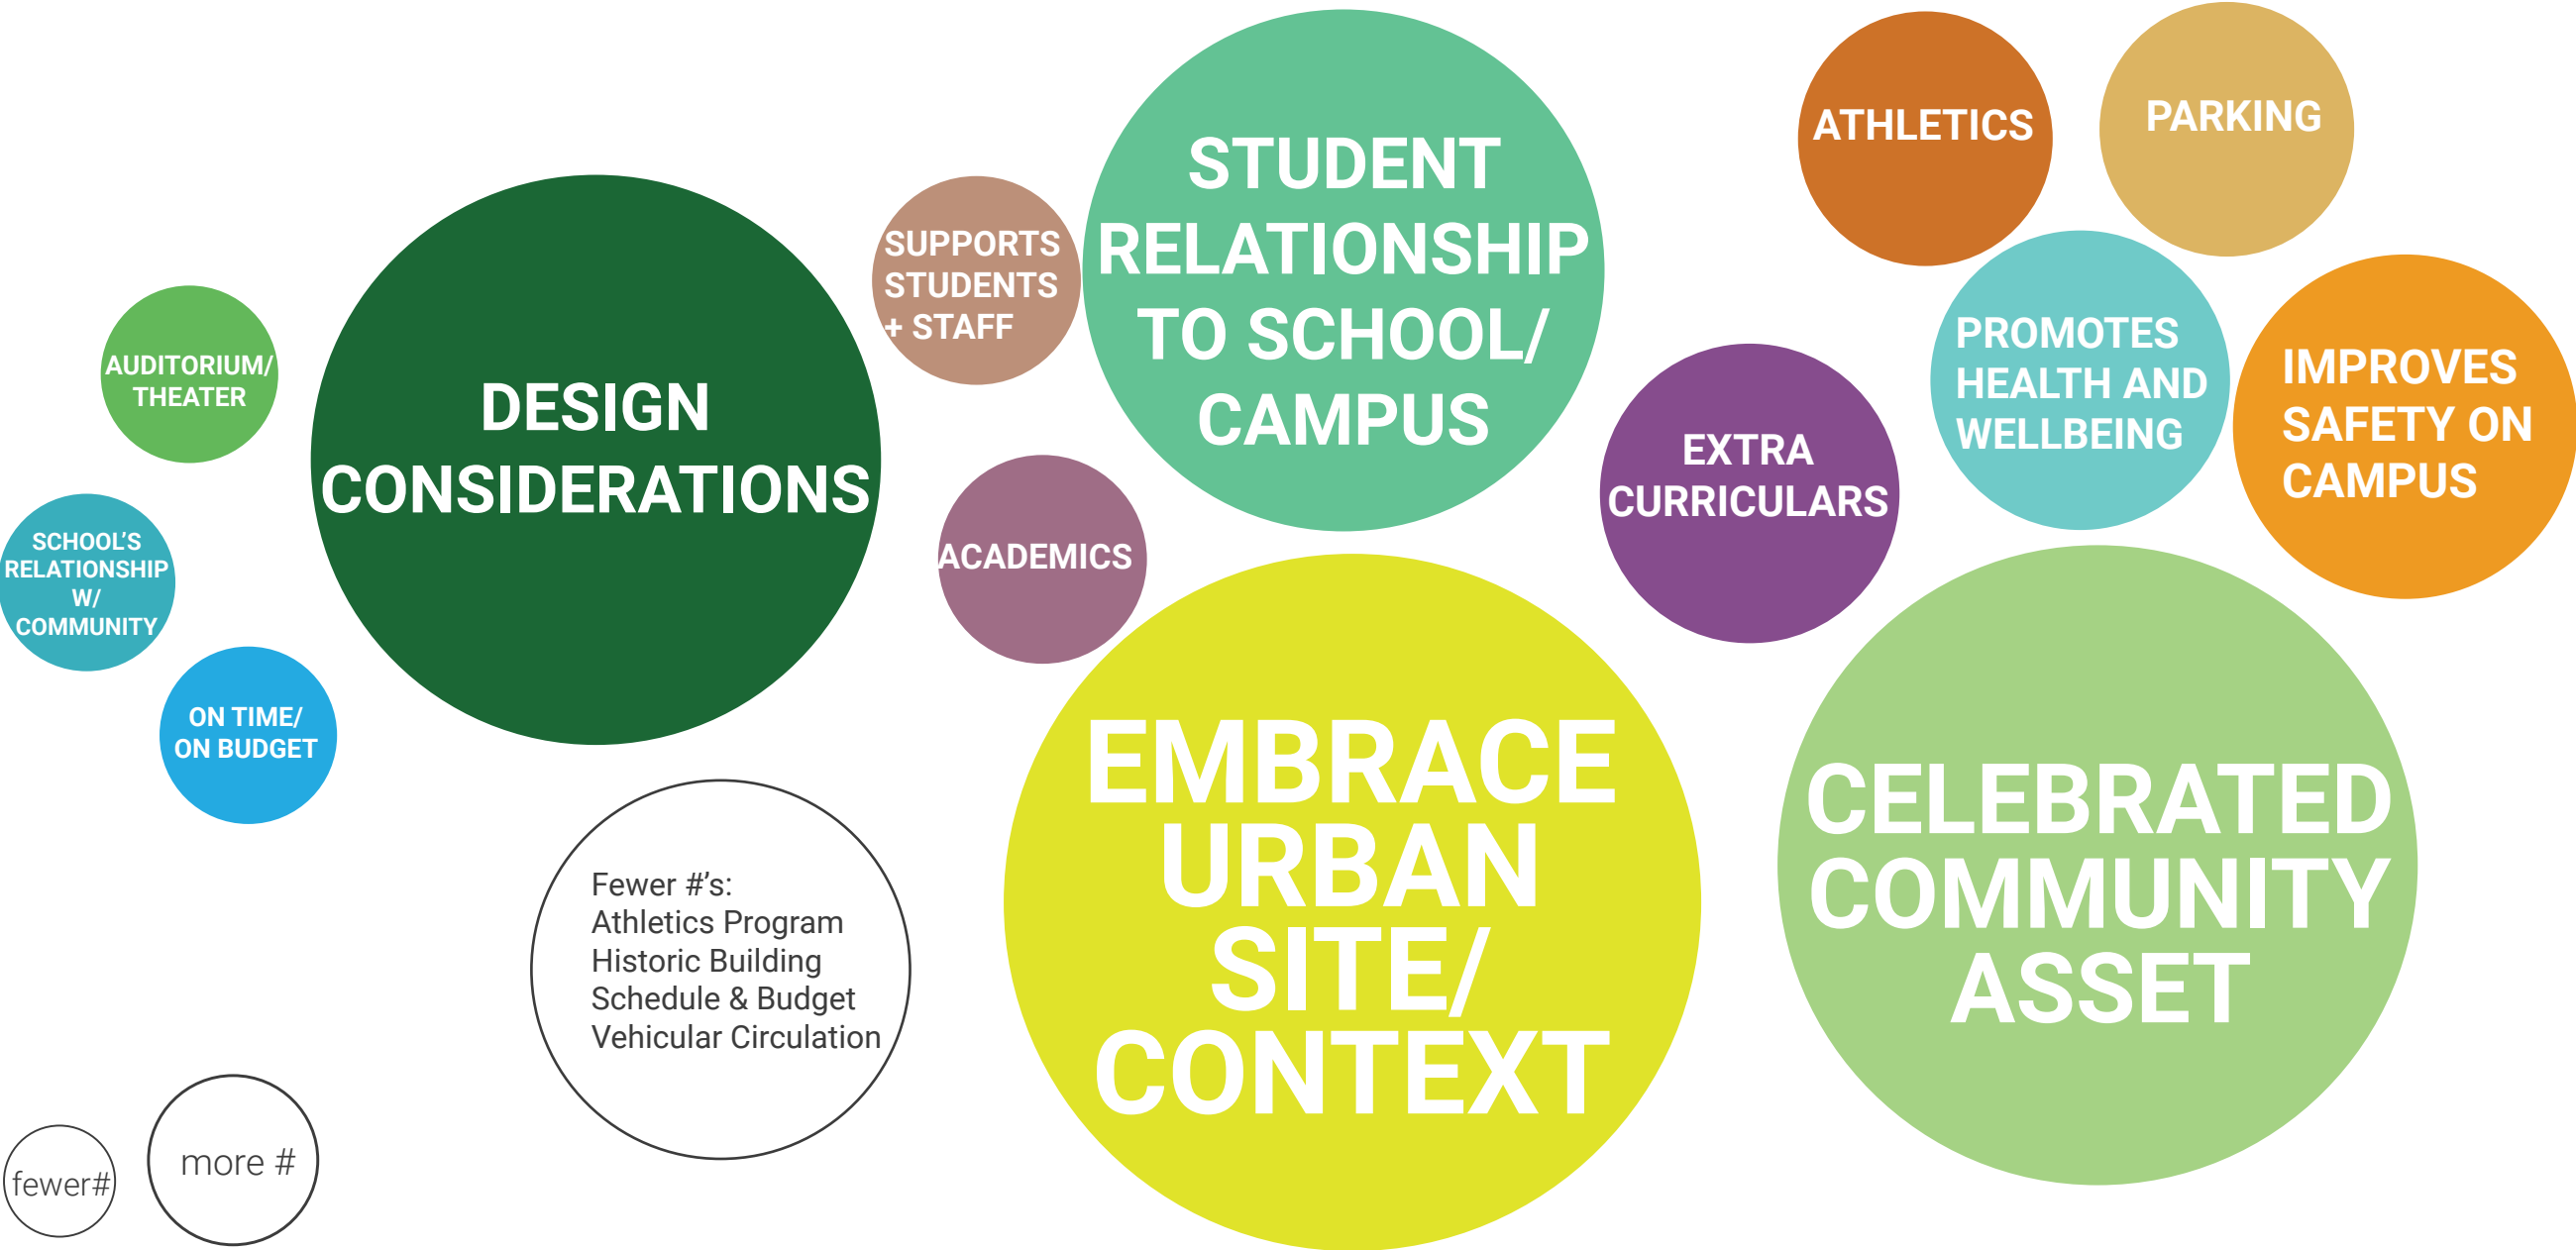 AUDITORIUM/
THEATER
SCHOOL’S
RELATIONSHIP
W/
COMMUNITY
ON TIME/
ON BUDGET
DESIGN
CONSIDERATIONS
SUPPORTS
STUDENTS
+ STAFF
ACADEMICS
STUDENT
RELATIONSHIP
TO SCHOOL/
CAMPUS
ATHLETICS
PARKING
EXTRA
CURRICULARS
PROMOTES
HEALTH AND
WELLBEING
IMPROVES
SAFETY ON
CAMPUS
EMBRACE
URBAN
SITE/
CONTEXT
CELEBRATED
COMMUNITY
ASSET
Fewer #’s:
Athletics Program
Historic Building
Schedule & Budget
Vehicular Circulation
fewer#
more #